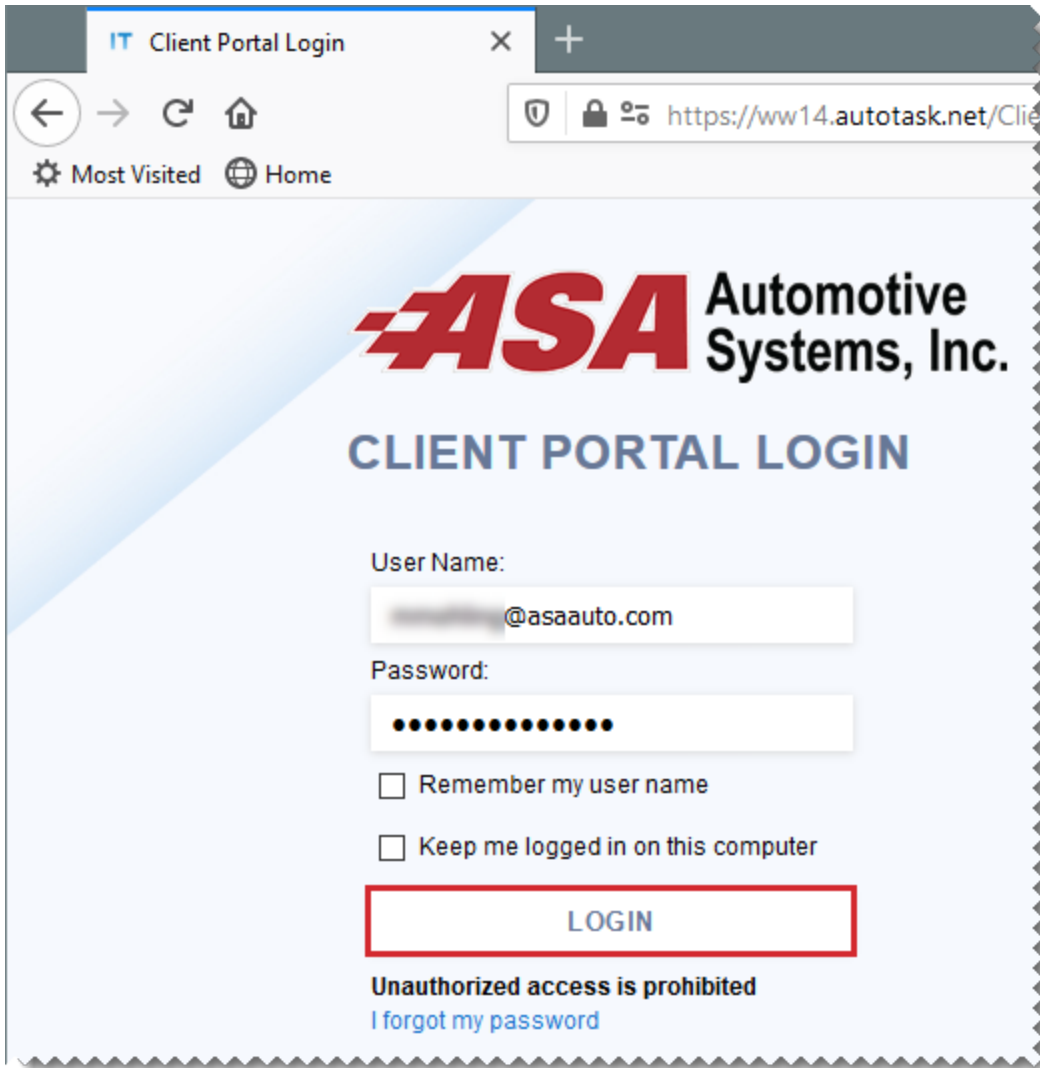 IT Client Portal Login
https://ww14.autotask.net/Clie
Most Visited Home
ASA Automotive
Systems, Inc.
CLIENT PORTAL LOGIN
User Name:
@asaauto.com
Password:
••••••••••••••
Remember my user name
Keep me logged in on this computer
LOGIN
Unauthorized access is prohibited
I forgot my password